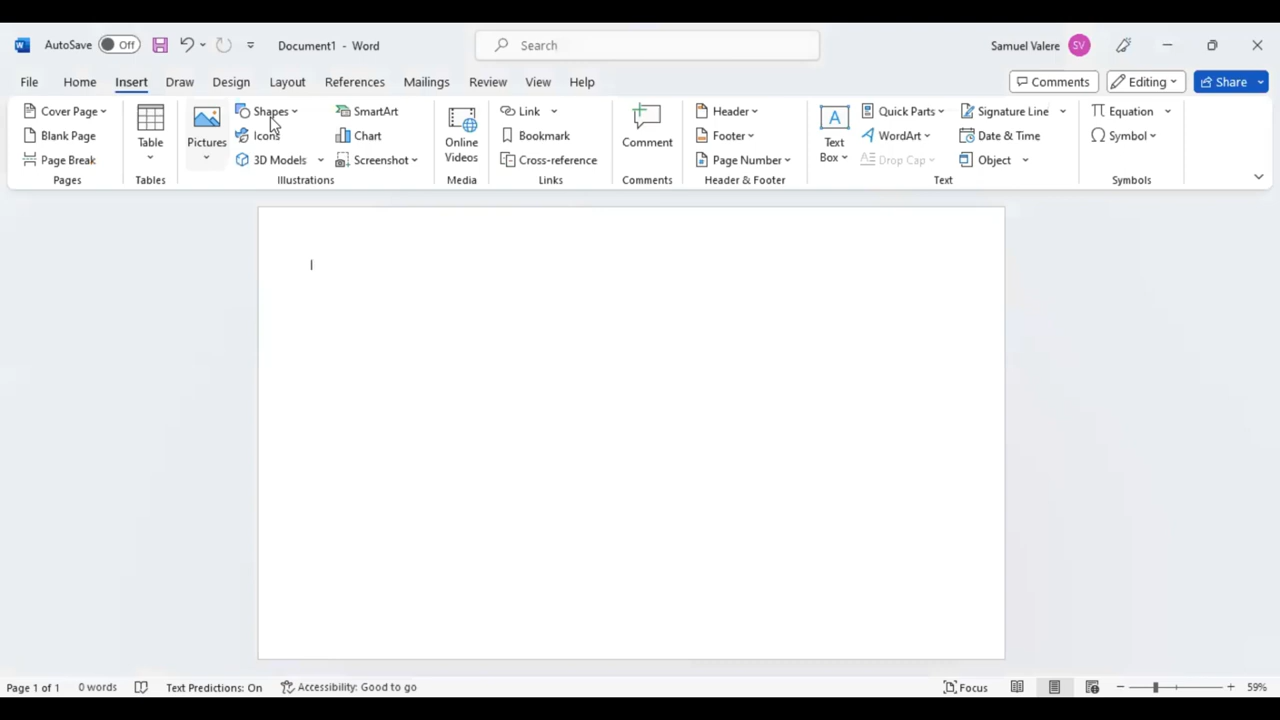 AutoSave Off Document1 - Word Search Samuel Valere SV
File Home Insert Draw Design Layout References Mailings Review View Help Comments Editing Share
Cover Page
Blank Page
Page Break
Pages
Table
Tables
Pictures
Shapes
Icons
3D Models
SmartArt
Chart
Screenshot
Illustrations
Online
Videos
Media
Link
Bookmark
Cross-reference
Links
Comment
Comments
Header
Footer
Page Number
Header & Footer
Text
Box
Quick Parts
WordArt
Drop Cap
Signature Line
Date & Time
Object
Text
Equation
Symbol
Symbols
Page 1 of 1 0 words Text Predictions: On Accessibility: Good to go Focus 59%